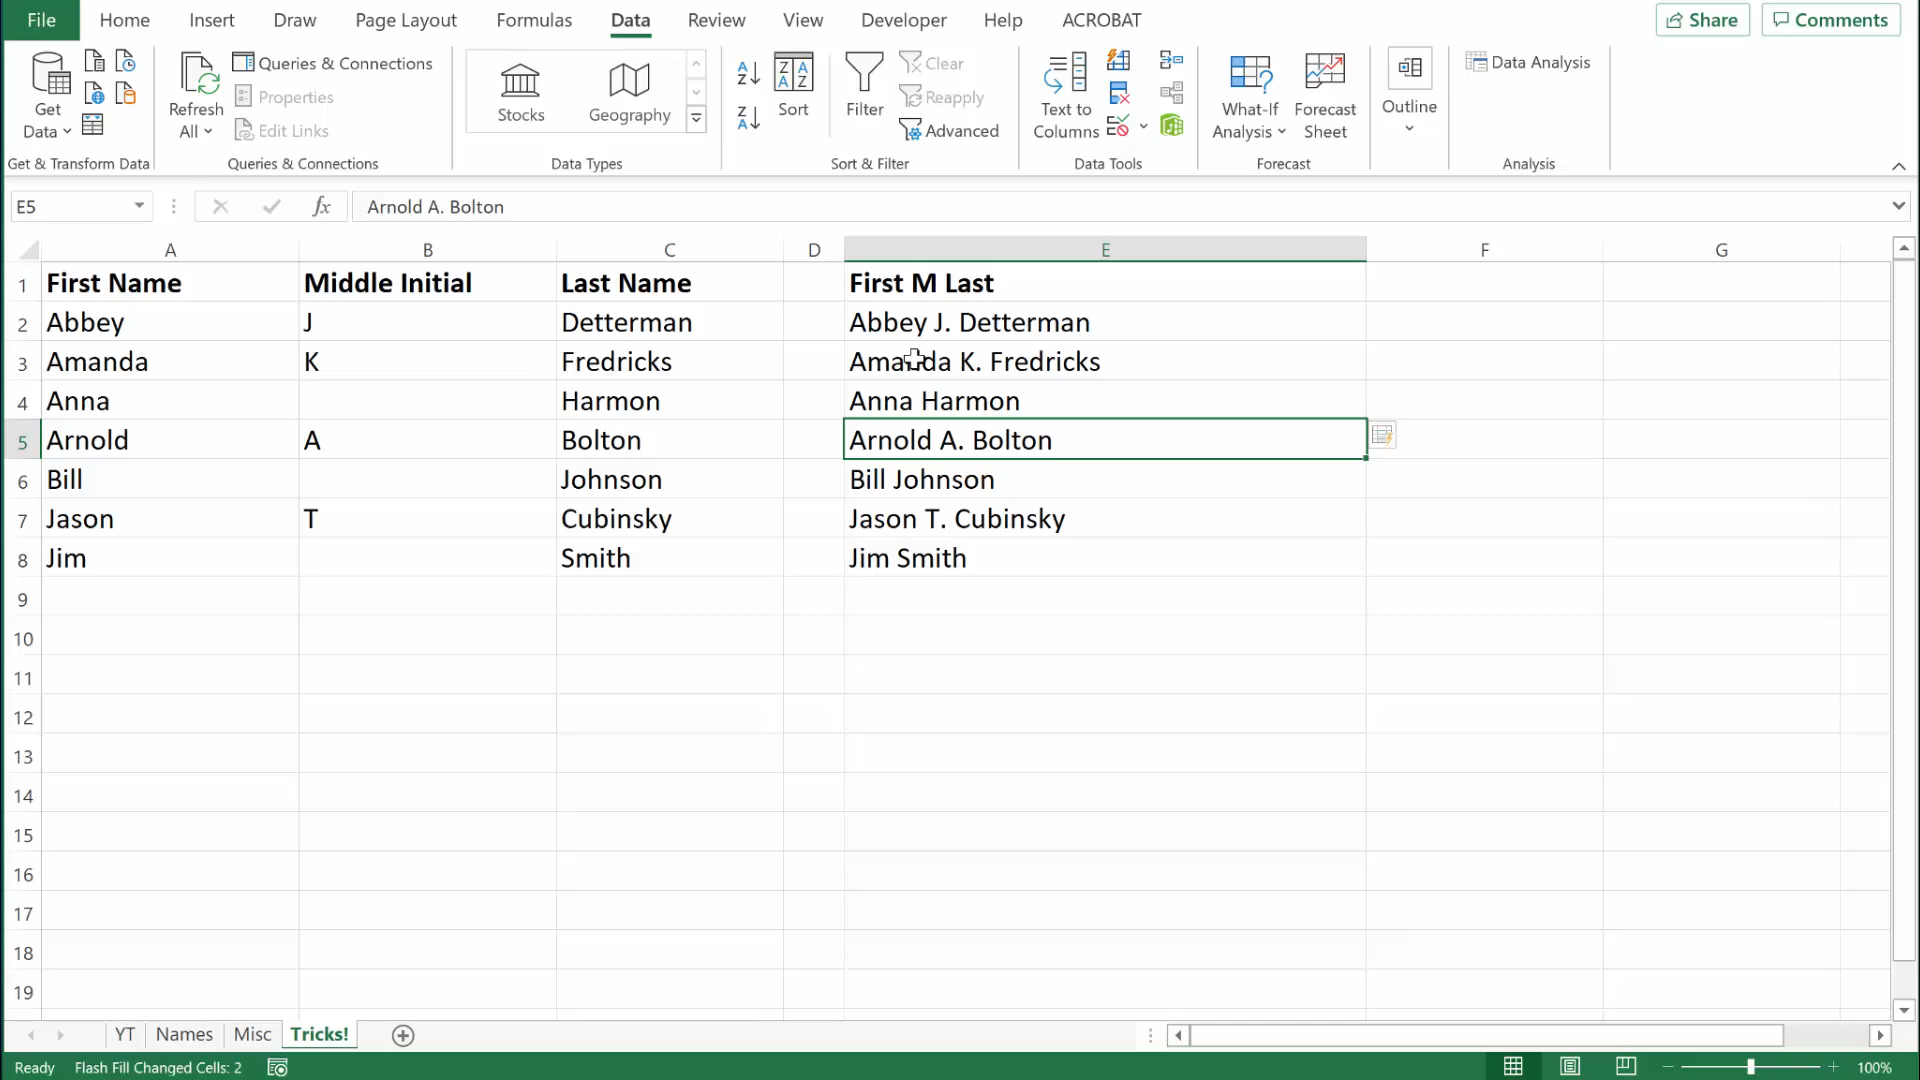 File Home Insert Draw Page Layout Formulas Data Review View Developer Help ACROBAT Share Comments
Get Data
Refresh All
Queries & Connections
Properties
Edit Links
Stocks
Geography
Sort
Filter
Clear
Reapply
Advanced
Text to Columns
What-If Analysis
Forecast Sheet
Outline
Data Analysis
Get & Transform Data Queries & Connections Data Types Sort & Filter Data Tools Forecast Analysis
E5 fx Arnold A. Bolton
A B C D E F G
1 First Name Middle Initial Last Name First M Last
2 Abbey J Detterman Abbey J. Detterman
3 Amanda K Fredricks Amanda K. Fredricks
4 Anna Harmon Anna Harmon
5 Arnold A Bolton Arnold A. Bolton
6 Bill Johnson Bill Johnson
7 Jason T Cubinsky Jason T. Cubinsky
8 Jim Smith Jim Smith
9
10
11
12
13
14
15
16
17
18
19
YT Names Misc Tricks!
Ready Flash Fill Changed Cells: 2 100%